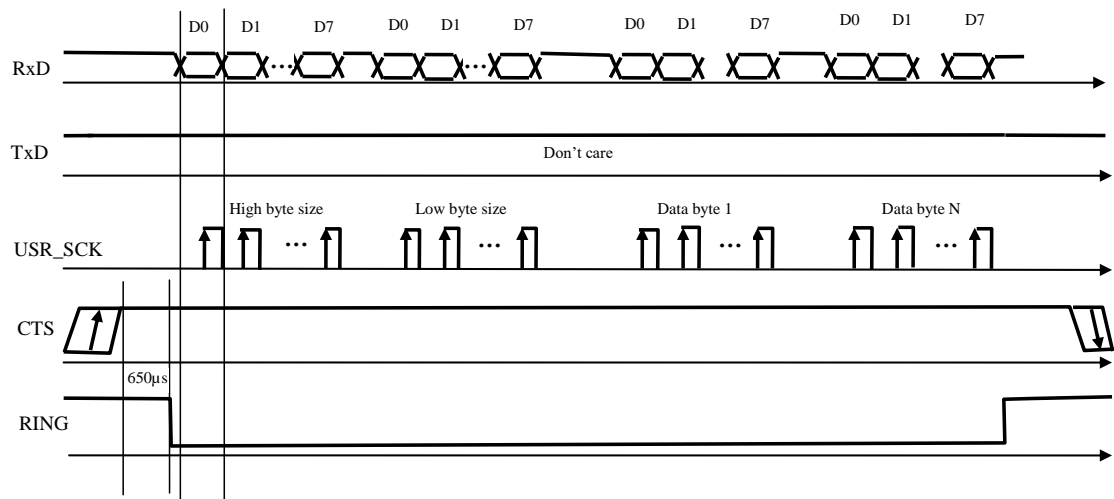 D0 D1 D7 D0 D1 D7 D0 D1 D7 D0 D1 D7
RxD
TxD
Don't care
High byte size Low byte size Data byte 1 Data byte N
USR_SCK
CTS
650µs
RING